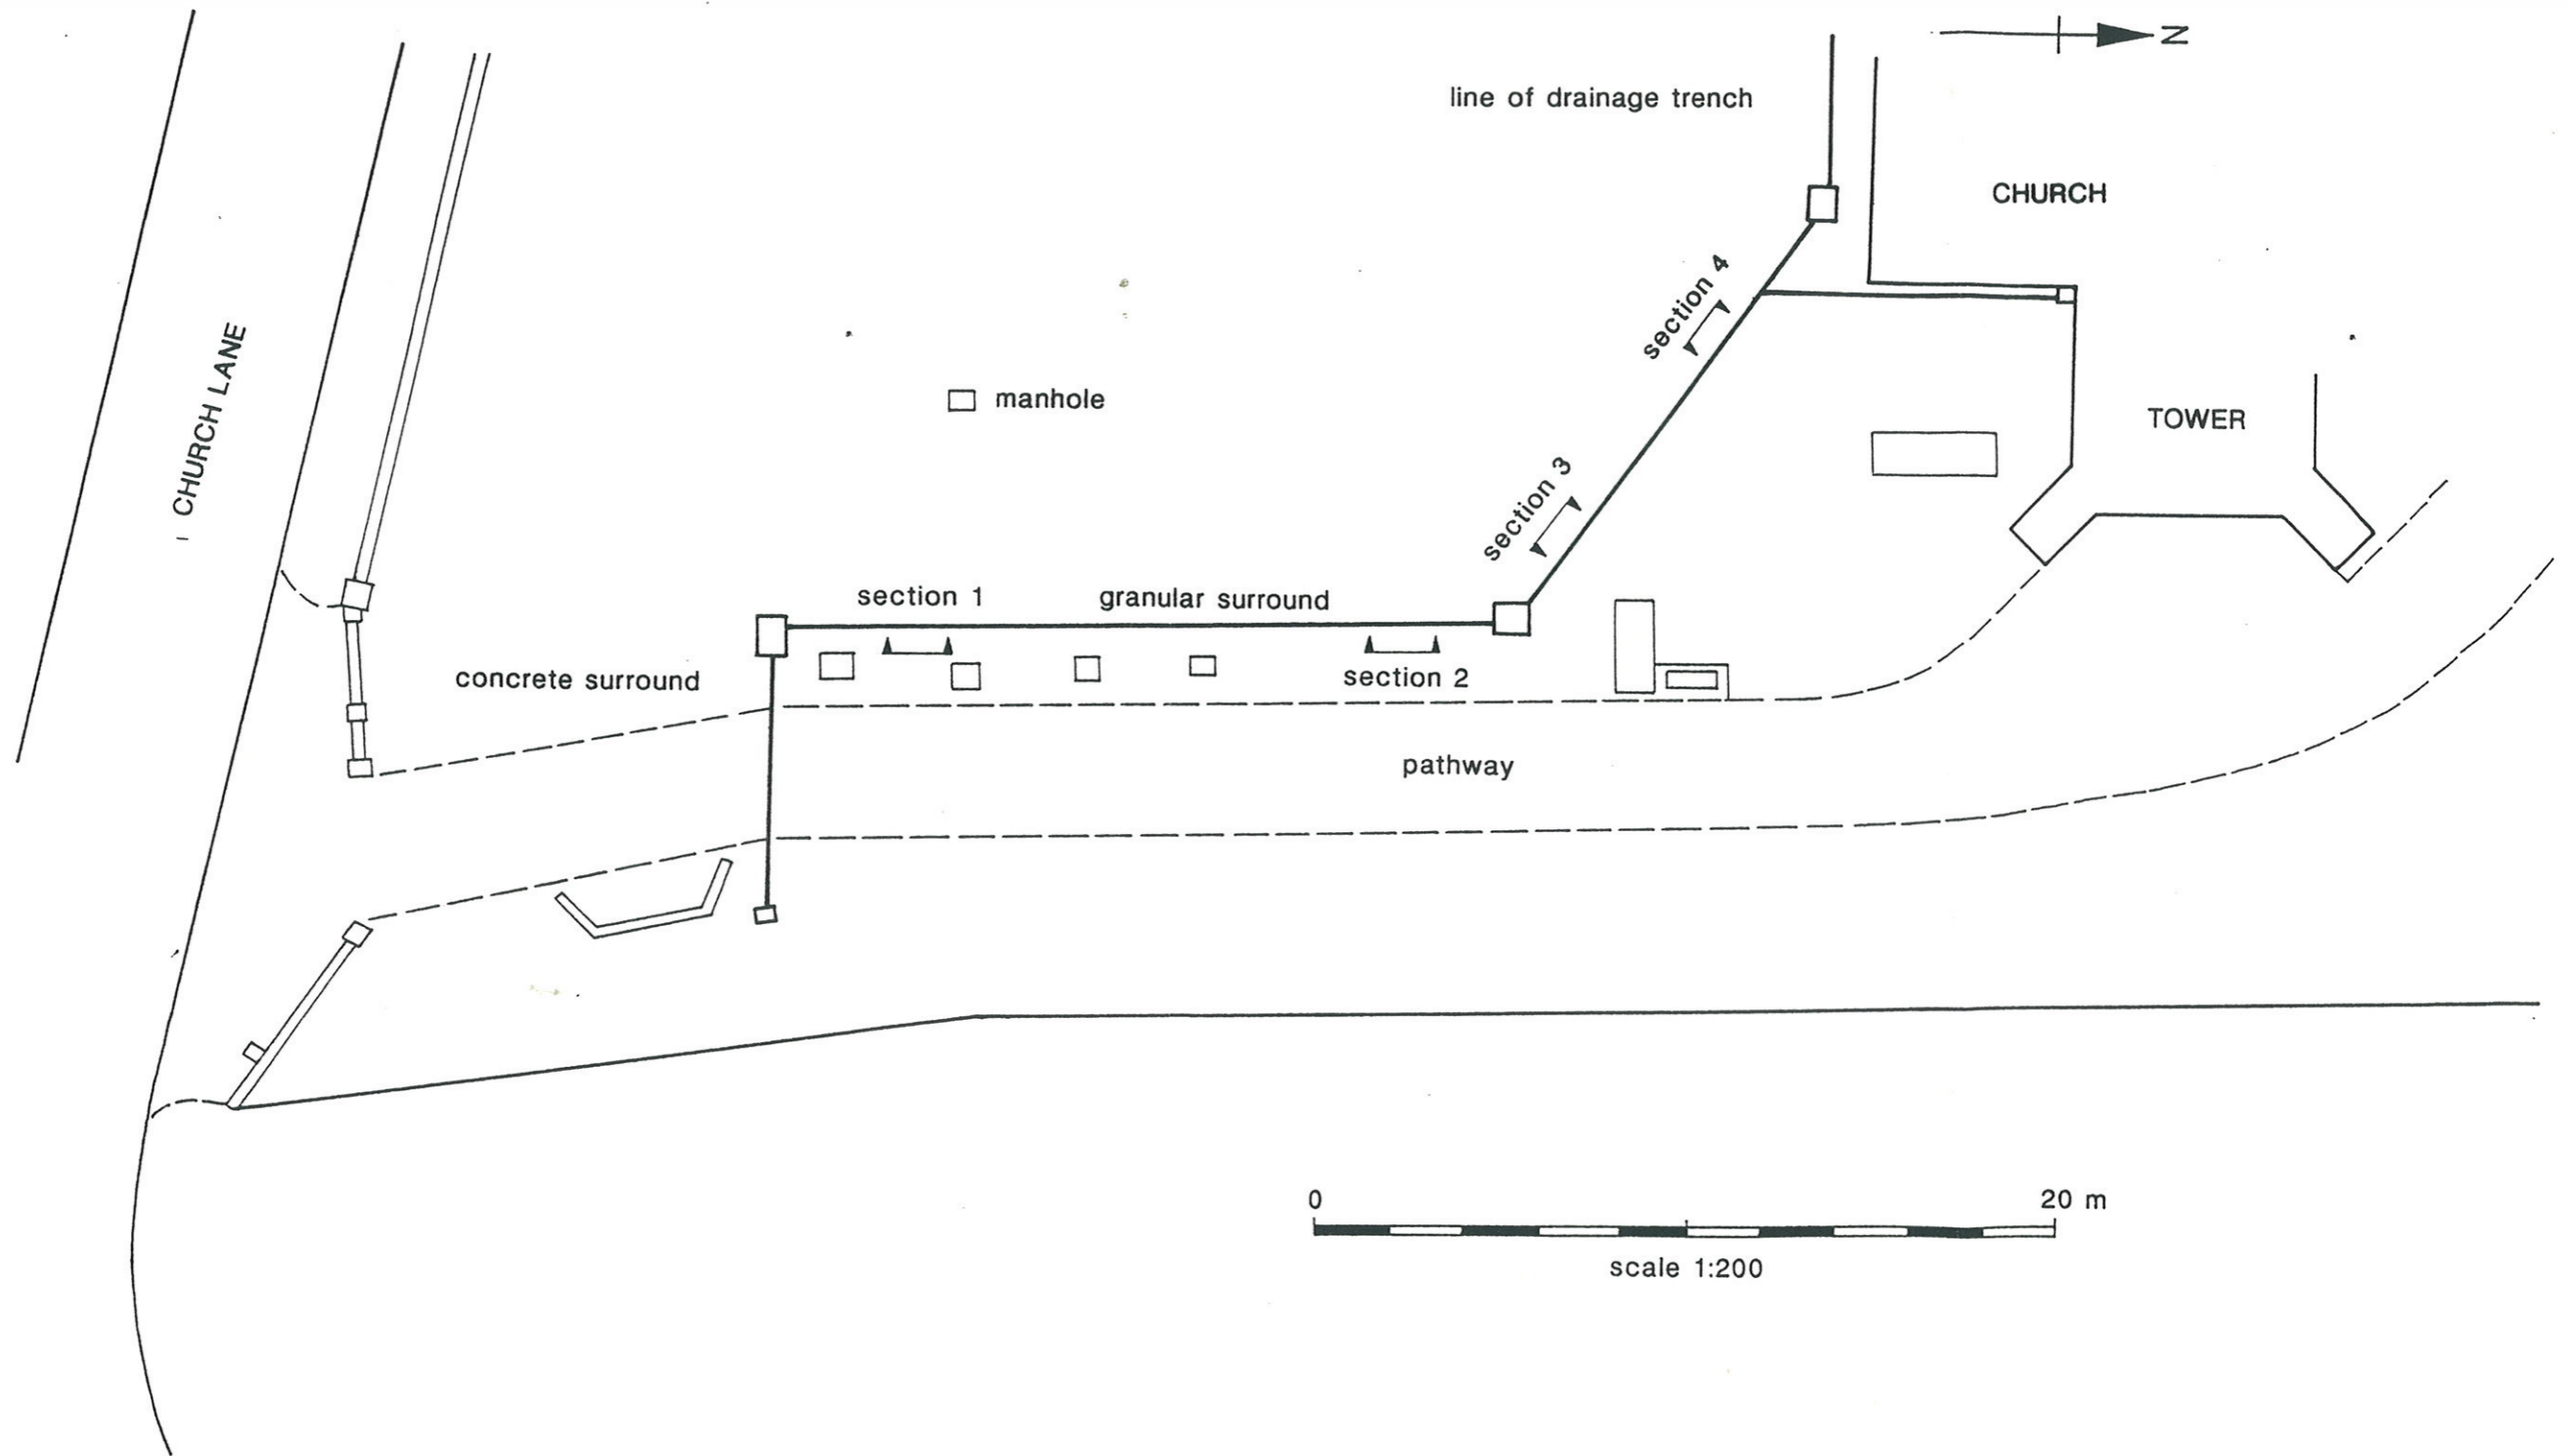 N
line of drainage trench
CHURCH
CHURCH LANE
section 4
manhole
TOWER
section 3
section 1
granular surround
concrete surround
section 2
pathway
0
20 m
scale 1:200